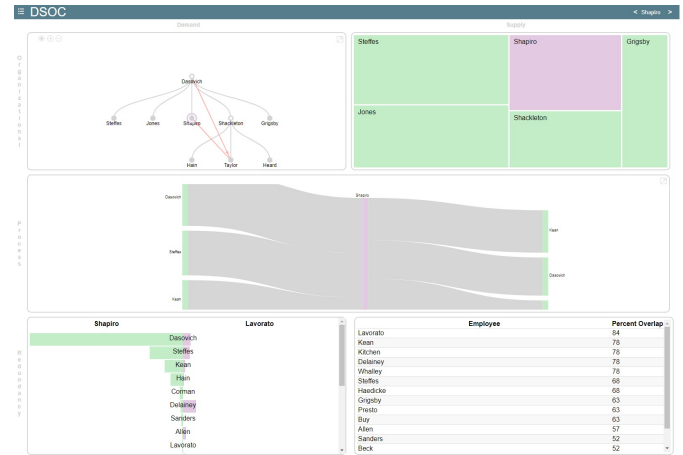 DSOC
< Shapiro >
Demand
Supply
Organizational
Dasovich
Steffes
Jones
Shapiro
Shackleton
Grigsby
Hain
Taylor
Heard
Steffes
Shapiro
Grigsby
Jones
Shackleton
Process
Dasovich
Steffes
Kean
Shapiro
Kean
Dasovich
Redundancy
Shapiro Lavorato
Dasovich
Steffes
Kean
Hain
Corman
Delainey
Sanders
Allen
Lavorato
Employee Percent Overlap
Lavorato 84
Kean 78
Kitchen 78
Delainey 78
Whalley 78
Steffes 68
Haedicke 68
Grigsby 63
Presto 63
Buy 63
Allen 57
Sanders 52
Beck 52